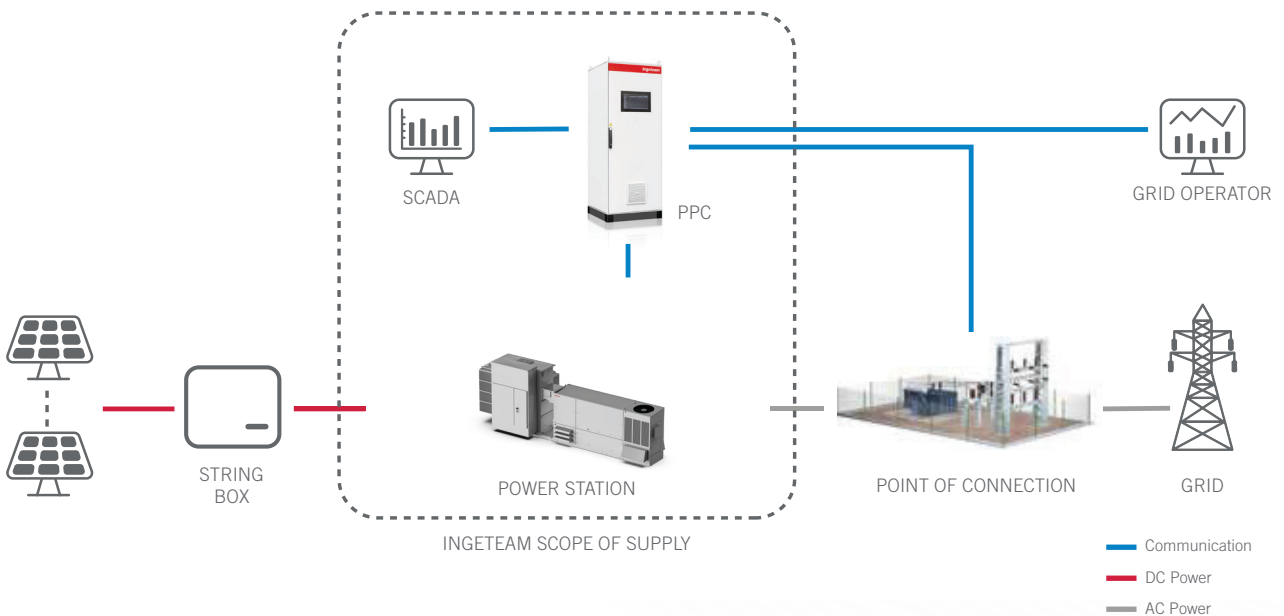 SCADA
PPC
GRID OPERATOR
STRING
BOX
POWER STATION
POINT OF CONNECTION
GRID
INGETEAM SCOPE OF SUPPLY
Communication
DC Power
AC Power